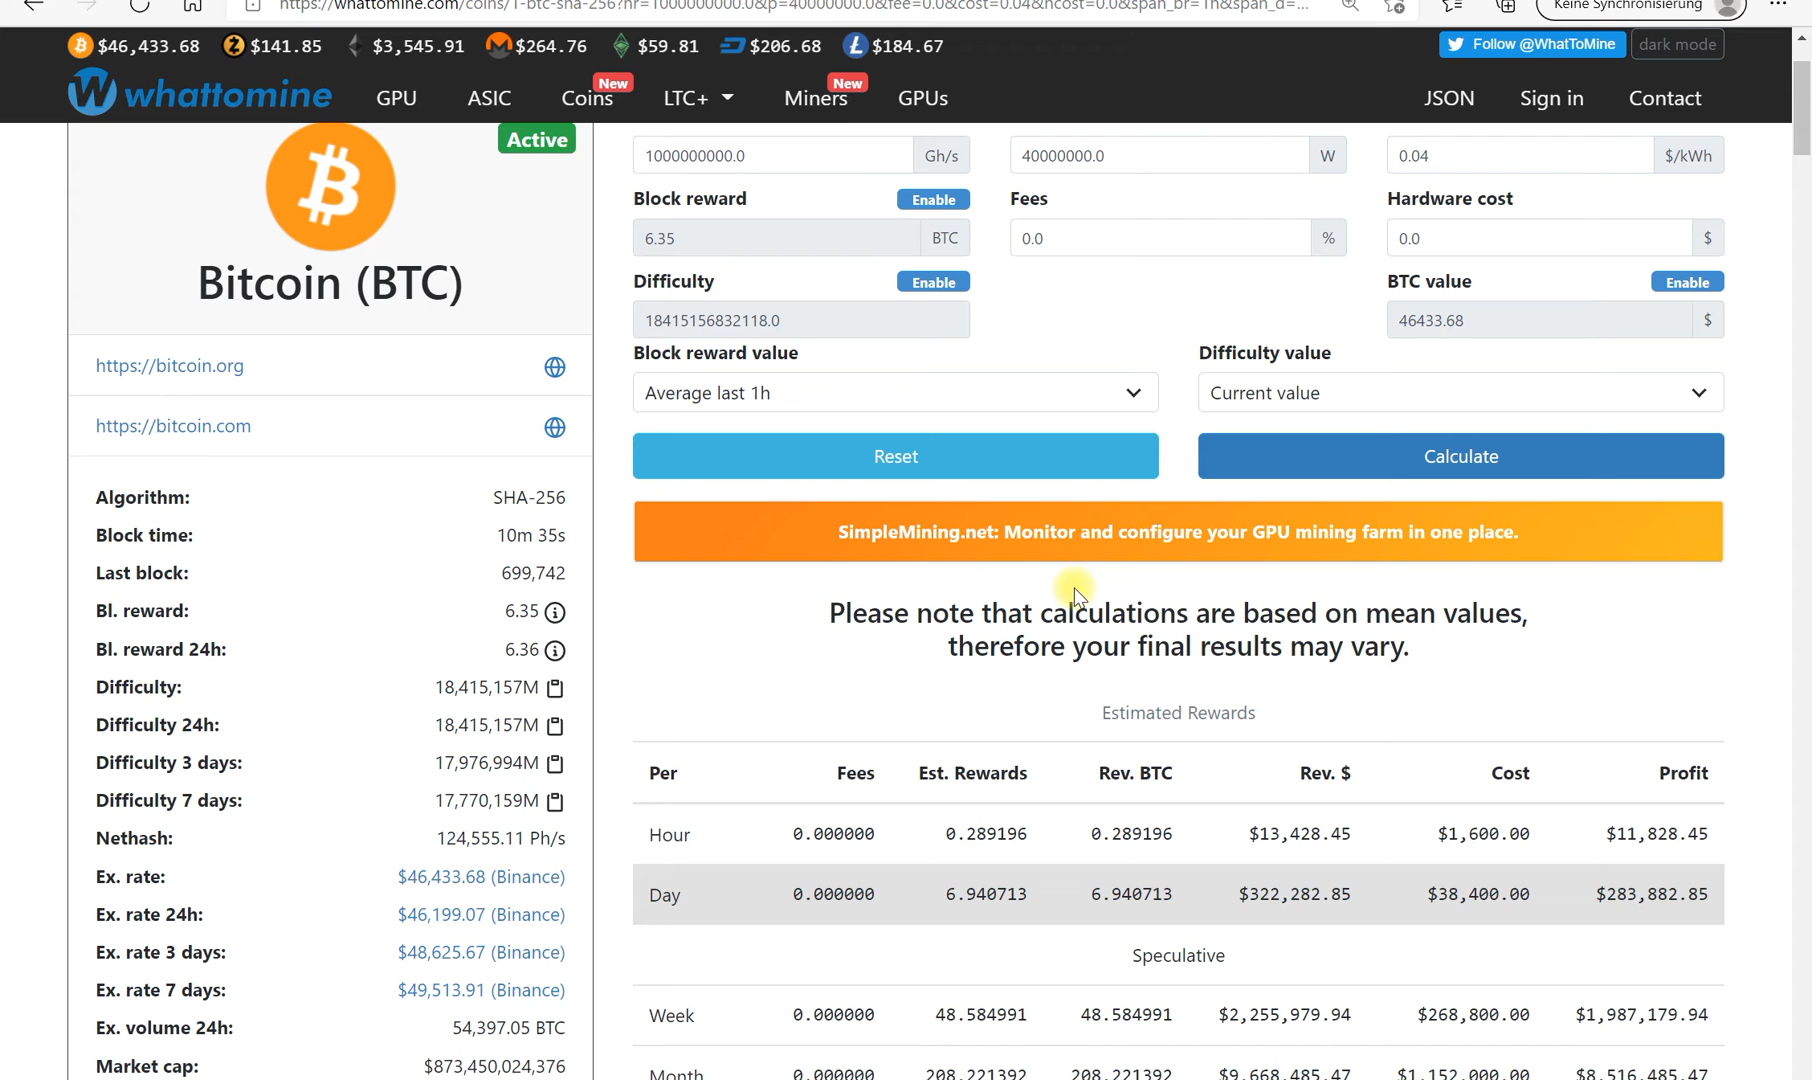 https://whattomine.com/coins/1-btc-sha-256?hr=1000000000.0&p=40000000.0&fee=0.0&cost=0.04&hcost=0.0&span_br=1h&span_d=...
Keine Synchronisierung
$46,433.68 $141.85 $3,545.91 $264.76 $59.81 $206.68 $184.67
Follow @WhatToMine dark mode
whattomine GPU ASIC Coins New LTC+ Miners New GPUs JSON Sign in Contact
Active
Bitcoin (BTC)
https://bitcoin.org
https://bitcoin.com
Algorithm: SHA-256
Block time: 10m 35s
Last block: 699,742
Bl. reward: 6.35
Bl. reward 24h: 6.36
Difficulty: 18,415,157M
Difficulty 24h: 18,415,157M
Difficulty 3 days: 17,976,994M
Difficulty 7 days: 17,770,159M
Nethash: 124,555.11 Ph/s
Ex. rate: $46,433.68 (Binance)
Ex. rate 24h: $46,199.07 (Binance)
Ex. rate 3 days: $48,625.67 (Binance)
Ex. rate 7 days: $49,513.91 (Binance)
Ex. volume 24h: 54,397.05 BTC
Market cap: $873,450,024,376
1000000000.0 Gh/s 40000000.0 W 0.04 $/kWh
Block reward Enable Fees Hardware cost
6.35 BTC 0.0 % 0.0 $
Difficulty Enable BTC value Enable
18415156832118.0 46433.68 $
Block reward value Difficulty value
Average last 1h Current value
Reset Calculate
SimpleMining.net: Monitor and configure your GPU mining farm in one place.
Please note that calculations are based on mean values,
therefore your final results may vary.
Estimated Rewards
Per Fees Est. Rewards Rev. BTC Rev. $ Cost Profit
Hour 0.000000 0.289196 0.289196 $13,428.45 $1,600.00 $11,828.45
Day 0.000000 6.940713 6.940713 $322,282.85 $38,400.00 $283,882.85
Speculative
Week 0.000000 48.584991 48.584991 $2,255,979.94 $268,800.00 $1,987,179.94
Month 0.000000 208.221392 208.221392 $9,668,485.47 $1,152,000.00 $8,516,485.47